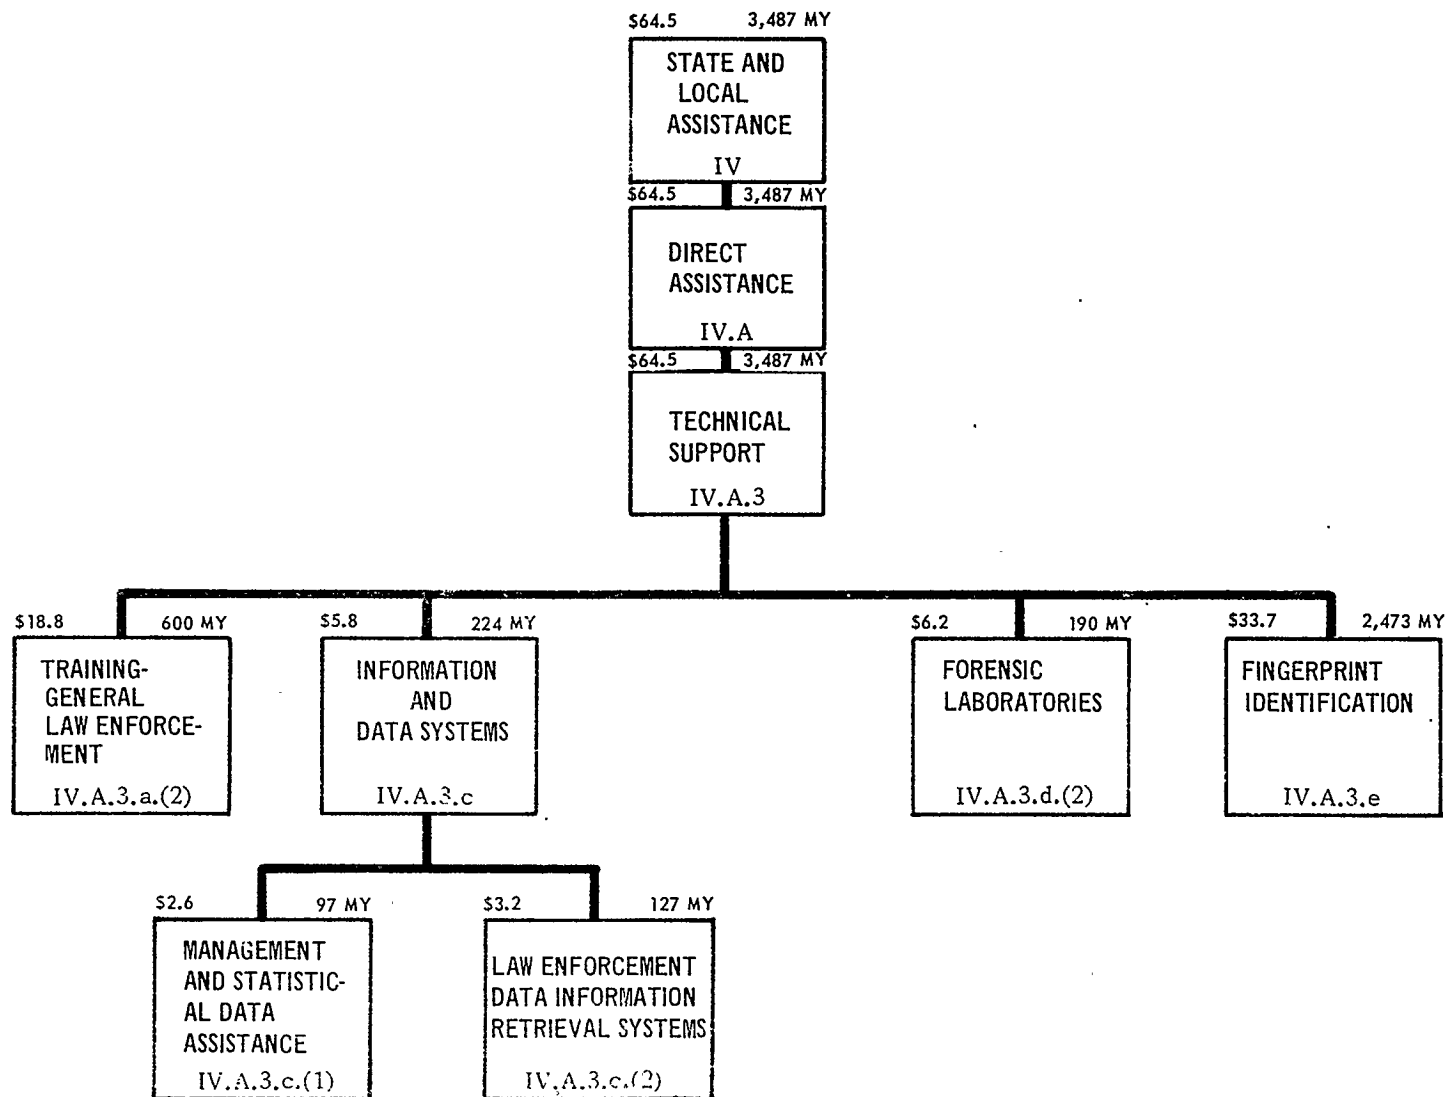 $64.5 3,487 MY
STATE AND
LOCAL
ASSISTANCE
IV
$64.5 3,487 MY
DIRECT
ASSISTANCE
IV.A
$64.5 3,487 MY
TECHNICAL
SUPPORT
IV.A.3
$18.8 600 MY
TRAINING-
GENERAL
LAW ENFORCE-
MENT
IV.A.3.a.(2)
$5.8 224 MY
INFORMATION
AND
DATA SYSTEMS
IV.A.3.c
$6.2 190 MY
FORENSIC
LABORATORIES
IV.A.3.d.(2)
$33.7 2,473 MY
FINGERPRINT
IDENTIFICATION
IV.A.3.e
$2.6 97 MY
MANAGEMENT
AND STATISTIC-
AL DATA
ASSISTANCE
IV.A.3.c.(1)
$3.2 127 MY
LAW ENFORCEMENT
DATA INFORMATION
RETRIEVAL SYSTEMS
IV.A.3.c.(2)